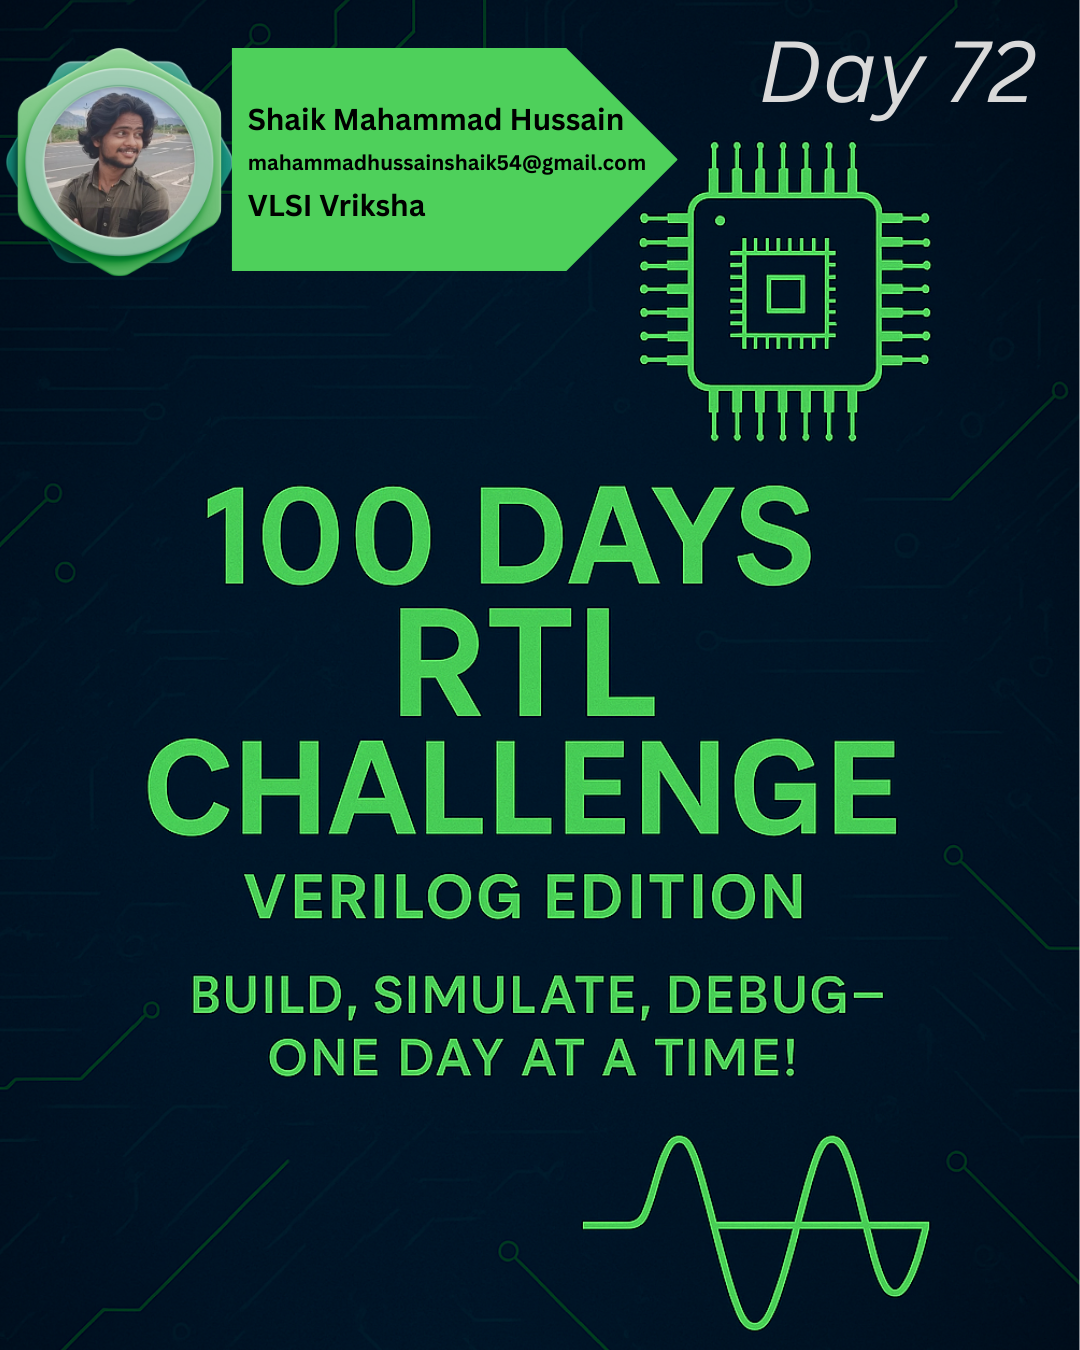 Day 72
Shaik Mahammad Hussain
mahammadhussainshaik54@gmail.com
VLSI Vriksha
100 DAYS
RTL
CHALLENGE
VERILOG EDITION
BUILD, SIMULATE, DEBUG–
ONE DAY AT A TIME!